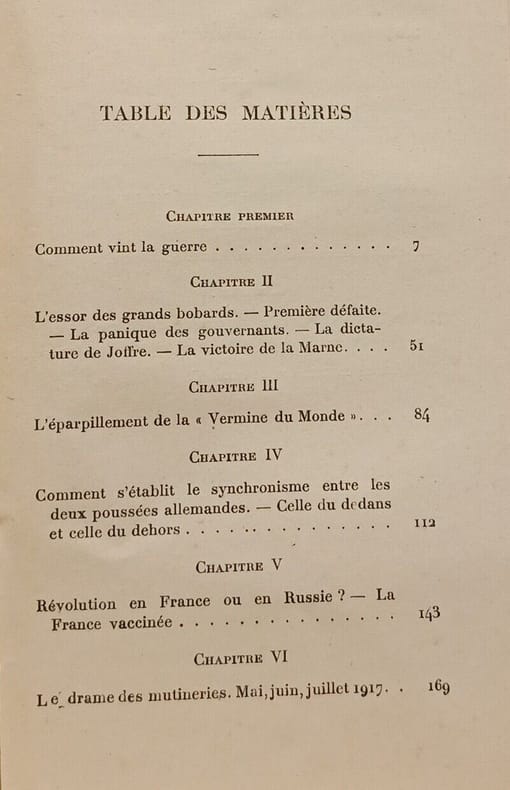 TABLE DES MATIÈRES
CHAPITRE PREMIER
Comment vint la guerre . . . . . . . . . . . . . 7
CHAPITRE II
L'essor des grands bobards. — Première défaite.
— La panique des gouvernants. — La dicta-
ture de Joffre. — La victoire de la Marne. . . . 51
CHAPITRE III
L'éparpillement de la « Vermine du Monde ». . . 84
CHAPITRE IV
Comment s'établit le synchronisme entre les
deux poussées allemandes. — Celle du dedans
et celle du dehors . . . . . . . . . . . . . . 112
CHAPITRE V
Révolution en France ou en Russie ? — La
France vaccinée . . . . . . . . . . . . . . . 143
CHAPITRE VI
Le drame des mutineries. Mai, juin, juillet 1917. . 169